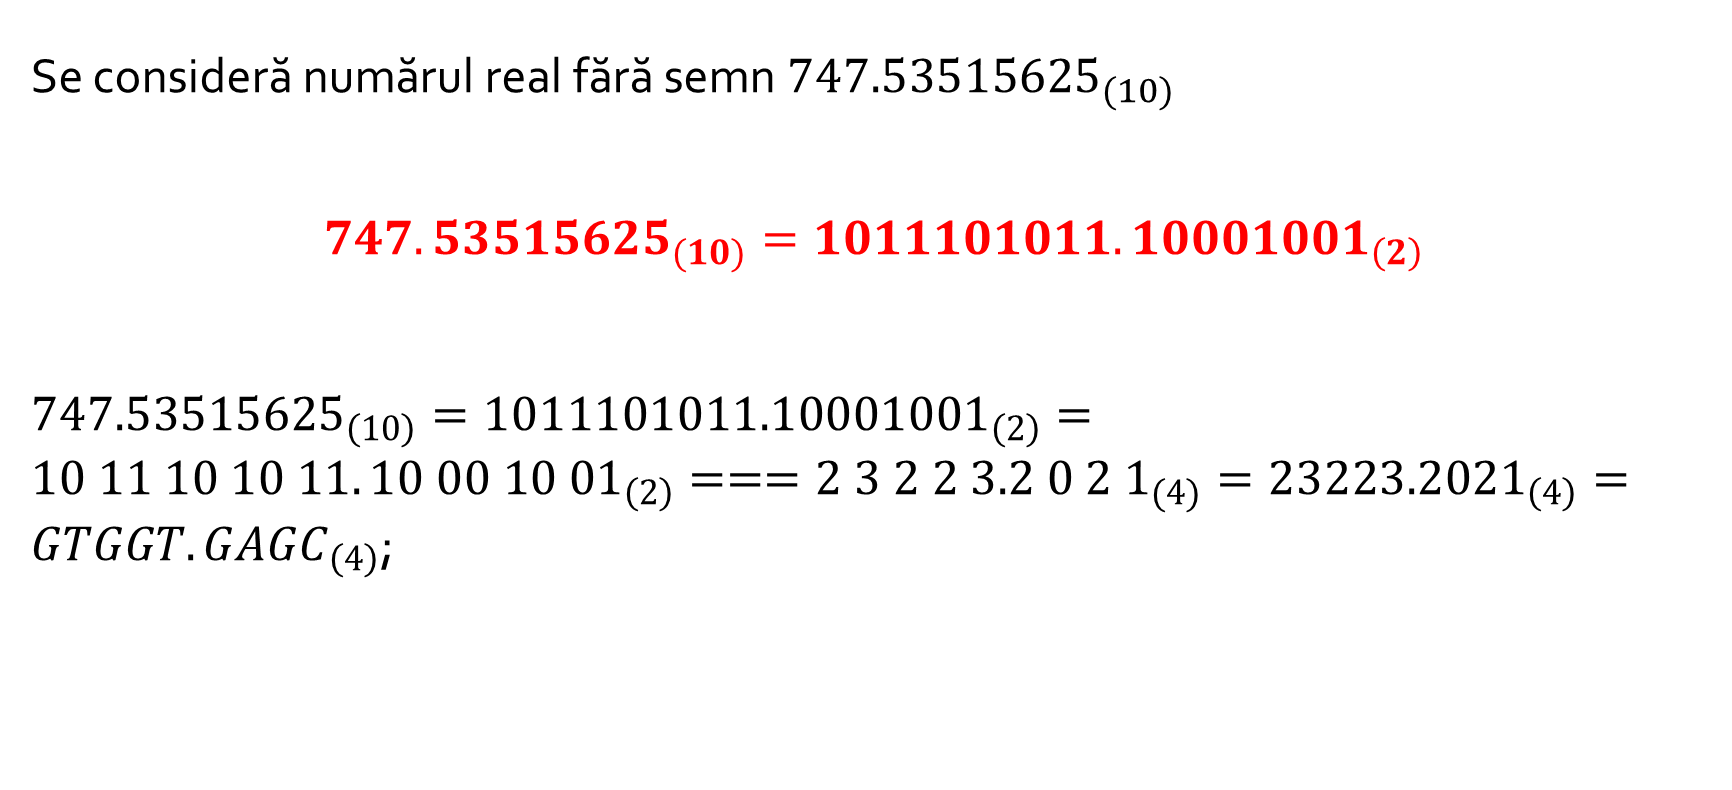 Se consideră numărul real fără semn 747.53515625(10)
747.53515625(10) = 1011101011.10001001(2)
747.53515625(10) = 1011101011.10001001(2) =
10 11 10 10 11.10 00 10 01(2) === 2 3 2 2 3.2 0 2 1(4) = 23223.2021(4) =
GTGGT.GAGC(4);